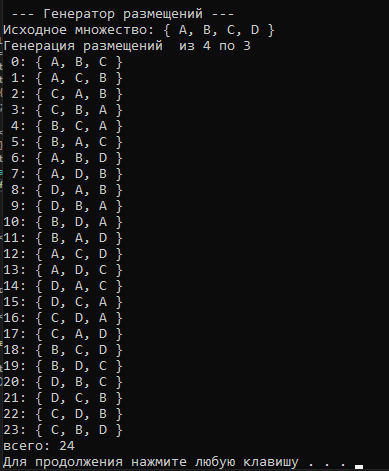 --- Генератор размещений ---
Исходное множество: { A, B, C, D }
Генерация размещений  из 4 по 3
0: { A, B, C }
1: { A, C, B }
2: { C, A, B }
3: { C, B, A }
4: { B, C, A }
5: { B, A, C }
6: { A, B, D }
7: { A, D, B }
8: { D, A, B }
9: { D, B, A }
10: { B, D, A }
11: { B, A, D }
12: { A, C, D }
13: { A, D, C }
14: { D, A, C }
15: { D, C, A }
16: { C, D, A }
17: { C, A, D }
18: { B, C, D }
19: { B, D, C }
20: { D, B, C }
21: { D, C, B }
22: { C, D, B }
23: { C, B, D }
всего: 24
Для продолжения нажмите любую клавишу . . .